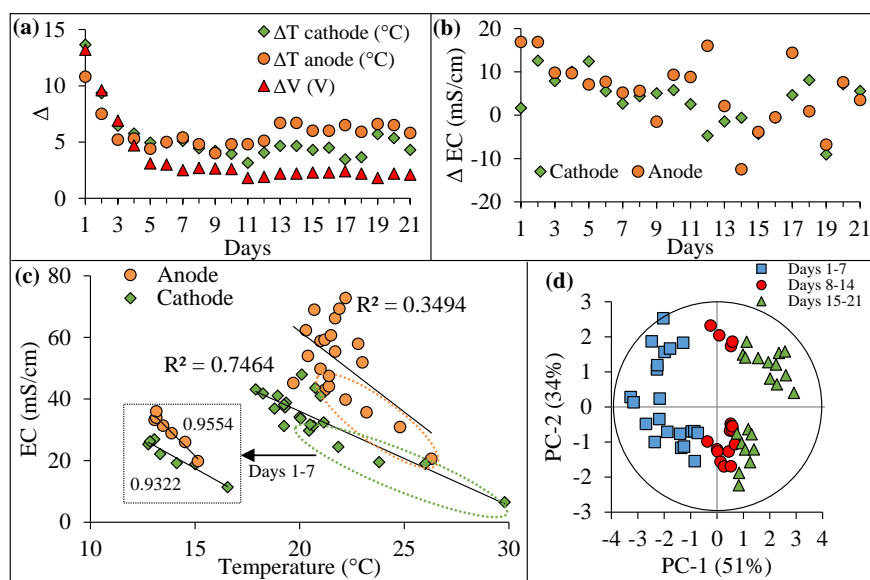 (a)
ΔT cathode (°C)
ΔT anode (°C)
ΔV (V)
Δ
15
10
5
0
1 3 5 7 9 11 13 15 17 19 21
Days
(b)
Δ EC (mS/cm)
20
10
0
-10
-20
Cathode Anode
1 3 5 7 9 11 13 15 17 19 21
Days
(c)
Anode
Cathode
R² = 0.3494
R² = 0.7464
0.9554
0.9322
Days 1-7
EC (mS/cm)
80
60
40
20
0
10 15 20 25 30
Temperature (°C)
(d)
Days 1-7
Days 8-14
Days 15-21
PC-2 (34%)
3
2
1
0
-1
-2
-3
-4 -3 -2 -1 0 1 2 3 4
PC-1 (51%)